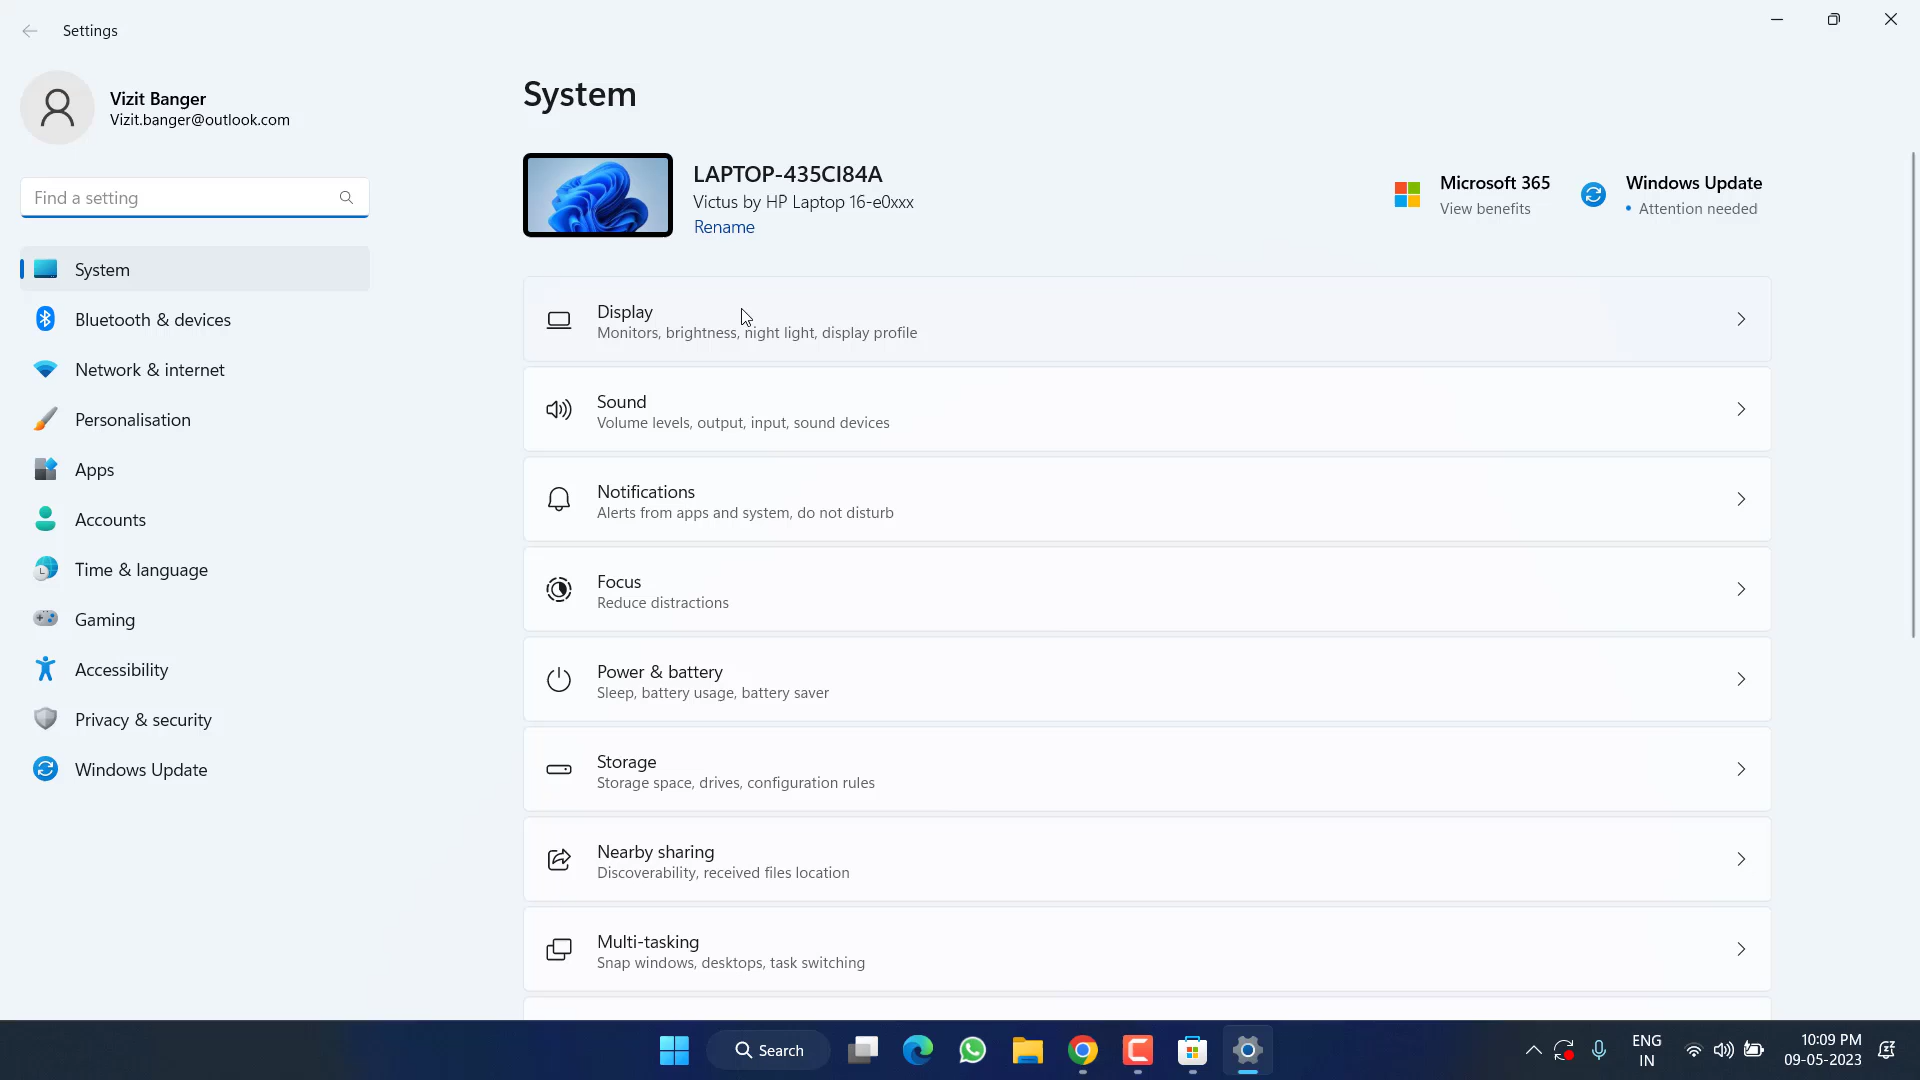 Settings
Vizit Banger
Vizit.banger@outlook.com
Find a setting
System
Bluetooth & devices
Network & internet
Personalisation
Apps
Accounts
Time & language
Gaming
Accessibility
Privacy & security
Windows Update
System
LAPTOP-435CI84A
Victus by HP Laptop 16-e0xxx
Rename
Microsoft 365
View benefits
Windows Update
• Attention needed
Display
Monitors, brightness, night light, display profile
Sound
Volume levels, output, input, sound devices
Notifications
Alerts from apps and system, do not disturb
Focus
Reduce distractions
Power & battery
Sleep, battery usage, battery saver
Storage
Storage space, drives, configuration rules
Nearby sharing
Discoverability, received files location
Multi-tasking
Snap windows, desktops, task switching
Search
ENG
IN
10:09 PM
09-05-2023